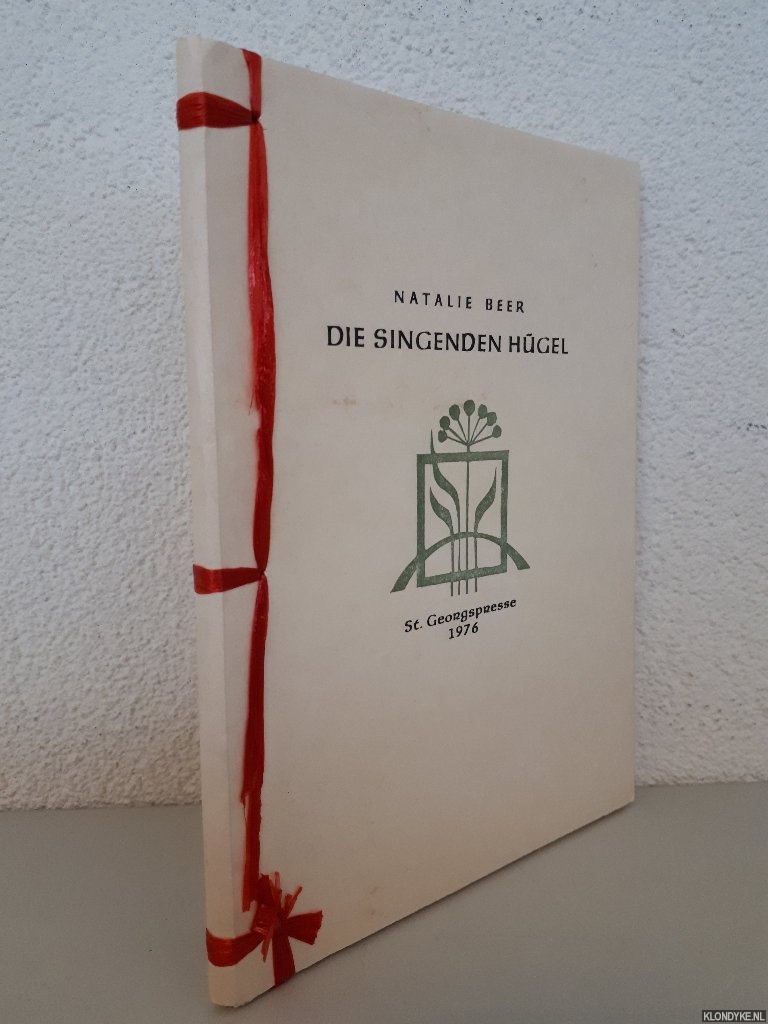 NATALIE BEER
DIE SINGENDEN HÜGEL
St. Georgspresse
1976
KLONDYKE.NL